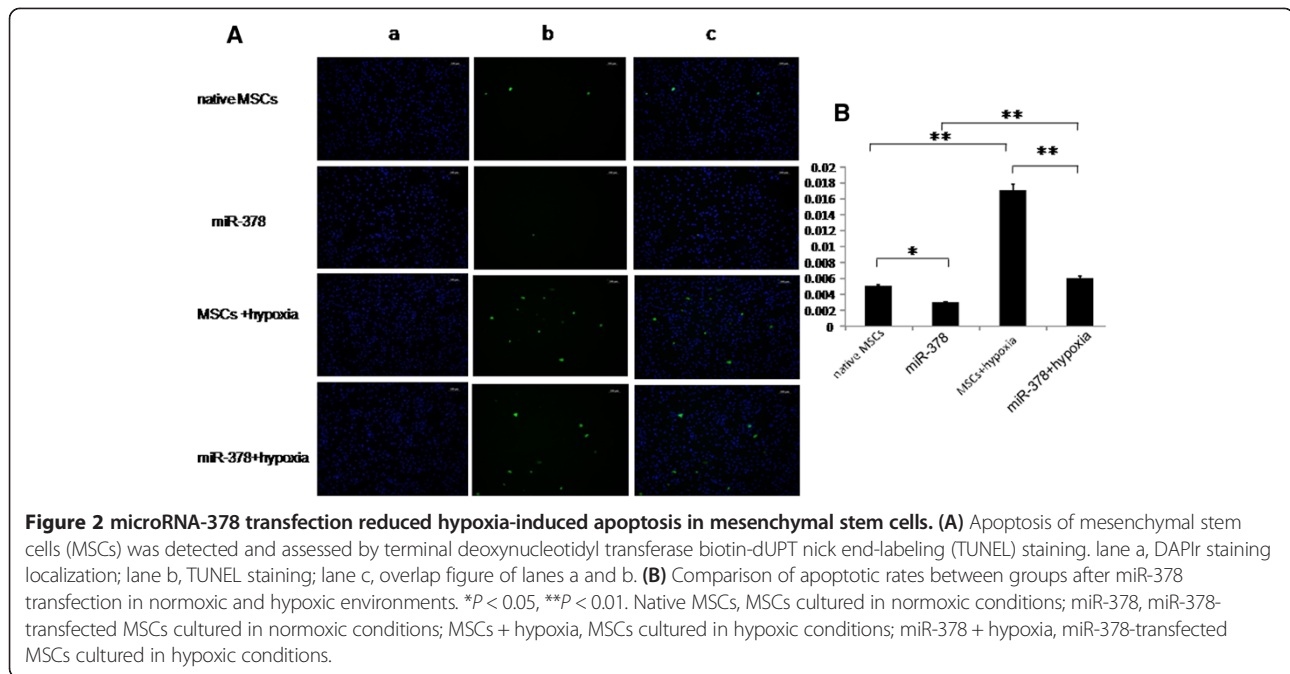 A a b c
native MSCs
miR-378
MSCs +hypoxia
miR-378+hypoxia
B
** 
**
**
*
0.02
0.018
0.016
0.014
0.012
0.01
0.008
0.006
0.004
0.002
0
native MSCs
miR-378
MSCs+hypoxia
miR-378+hypoxia
Figure 2 microRNA-378 transfection reduced hypoxia-induced apoptosis in mesenchymal stem cells. (A) Apoptosis of mesenchymal stem
cells (MSCs) was detected and assessed by terminal deoxynucleotidyl transferase biotin-dUPT nick end-labeling (TUNEL) staining. lane a, DAPIr staining
localization; lane b, TUNEL staining; lane c, overlap figure of lanes a and b. (B) Comparison of apoptotic rates between groups after miR-378
transfection in normoxic and hypoxic environments. *P < 0.05, **P < 0.01. Native MSCs, MSCs cultured in normoxic conditions; miR-378, miR-378-
transfected MSCs cultured in normoxic conditions; MSCs + hypoxia, MSCs cultured in hypoxic conditions; miR-378 + hypoxia, miR-378-transfected
MSCs cultured in hypoxic conditions.